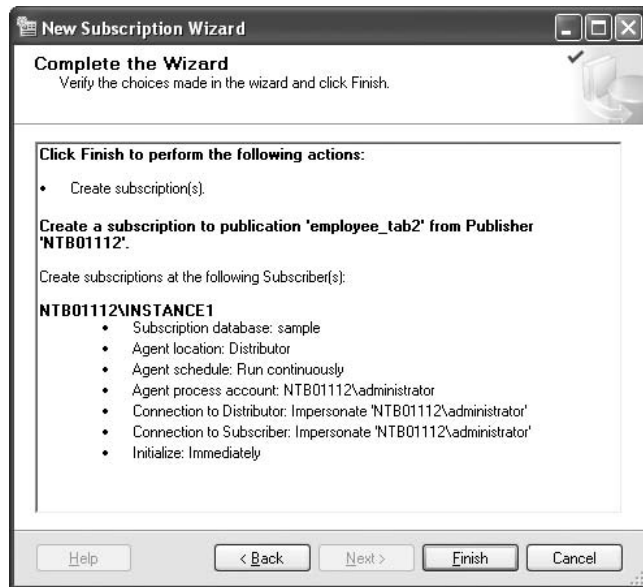 New Subscription Wizard
Complete the Wizard
Verify the choices made in the wizard and click Finish.
Click Finish to perform the following actions:
• Create subscription(s).
Create a subscription to publication 'employee_tab2' from Publisher
'NTB01112'.
Create subscriptions at the following Subscriber(s):
NTB01112\INSTANCE1
• Subscription database: sample
• Agent location: Distributor
• Agent schedule: Run continuously
• Agent process account: NTB01112\administrator
• Connection to Distributor: Impersonate 'NTB01112\administrator'
• Connection to Subscriber: Impersonate 'NTB01112\administrator'
• Initialize: Immediately
Help < Back Next > Finish Cancel